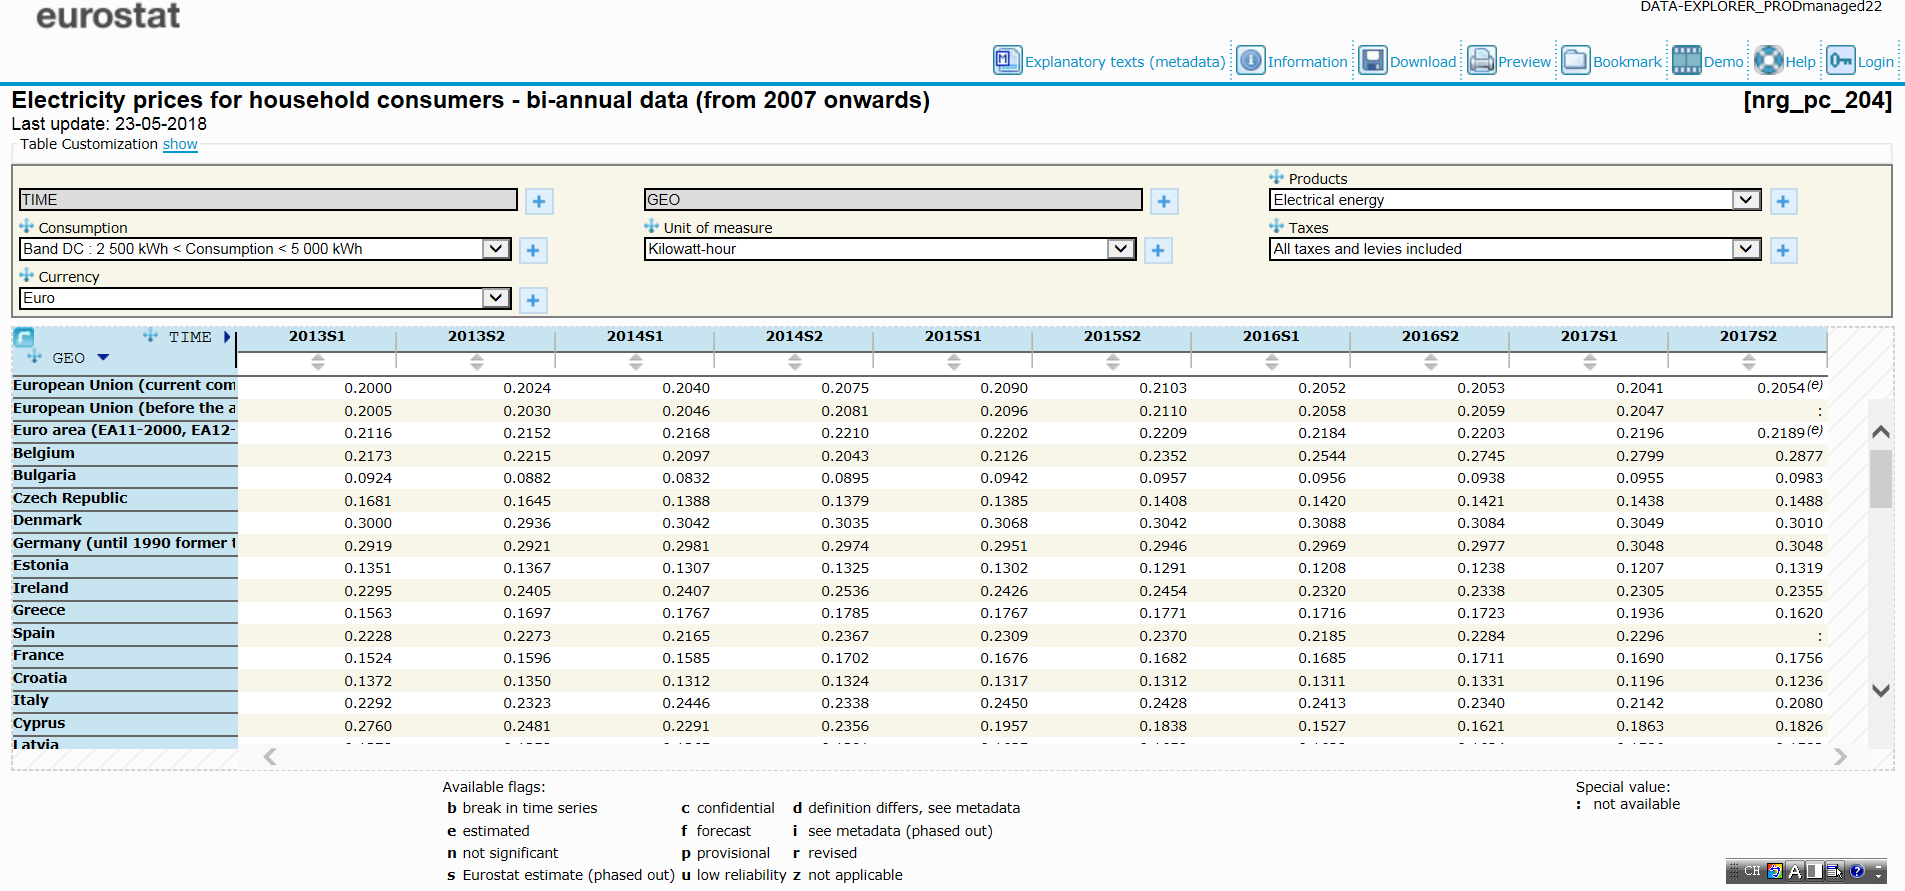 eurostat
DATA-EXPLORER_PRODmanaged22
Explanatory texts (metadata) Information Download Preview Bookmark Demo Help Login
Electricity prices for household consumers - bi-annual data (from 2007 onwards) [nrg_pc_204]
Last update: 23-05-2018
Table Customization show
Products
TIME + GEO + Electrical energy +
Consumption Unit of measure Taxes
Band DC : 2 500 kWh < Consumption < 5 000 kWh + Kilowatt-hour + All taxes and levies included +
Currency
Euro +
TIME 2013S1 2013S2 2014S1 2014S2 2015S1 2015S2 2016S1 2016S2 2017S1 2017S2
GEO
European Union (current com 0.2000 0.2024 0.2040 0.2075 0.2090 0.2103 0.2052 0.2053 0.2041 0.2054(e)
European Union (before the a 0.2005 0.2030 0.2046 0.2081 0.2096 0.2110 0.2058 0.2059 0.2047 :
Euro area (EA11-2000, EA12- 0.2116 0.2152 0.2168 0.2210 0.2202 0.2209 0.2184 0.2203 0.2196 0.2189(e)
Belgium 0.2173 0.2215 0.2097 0.2043 0.2126 0.2352 0.2544 0.2745 0.2799 0.2877
Bulgaria 0.0924 0.0882 0.0832 0.0895 0.0942 0.0957 0.0956 0.0938 0.0955 0.0983
Czech Republic 0.1681 0.1645 0.1388 0.1379 0.1385 0.1408 0.1420 0.1421 0.1438 0.1488
Denmark 0.3000 0.2936 0.3042 0.3035 0.3068 0.3042 0.3088 0.3084 0.3049 0.3010
Germany (until 1990 former t 0.2919 0.2921 0.2981 0.2974 0.2951 0.2946 0.2969 0.2977 0.3048 0.3048
Estonia 0.1351 0.1367 0.1307 0.1325 0.1302 0.1291 0.1208 0.1238 0.1207 0.1319
Ireland 0.2295 0.2405 0.2407 0.2536 0.2426 0.2454 0.2320 0.2338 0.2305 0.2355
Greece 0.1563 0.1697 0.1767 0.1785 0.1767 0.1771 0.1716 0.1723 0.1936 0.1620
Spain 0.2228 0.2273 0.2165 0.2367 0.2309 0.2370 0.2185 0.2284 0.2296 :
France 0.1524 0.1596 0.1585 0.1702 0.1676 0.1682 0.1685 0.1711 0.1690 0.1756
Croatia 0.1372 0.1350 0.1312 0.1324 0.1317 0.1312 0.1311 0.1331 0.1196 0.1236
Italy 0.2292 0.2323 0.2446 0.2338 0.2450 0.2428 0.2413 0.2340 0.2142 0.2080
Cyprus 0.2760 0.2481 0.2291 0.2356 0.1957 0.1838 0.1527 0.1621 0.1863 0.1826
Latvia
Available flags: Special value:
b break in time series c confidential d definition differs, see metadata : not available
e estimated f forecast i see metadata (phased out)
n not significant p provisional r revised
s Eurostat estimate (phased out) u low reliability z not applicable
CH A